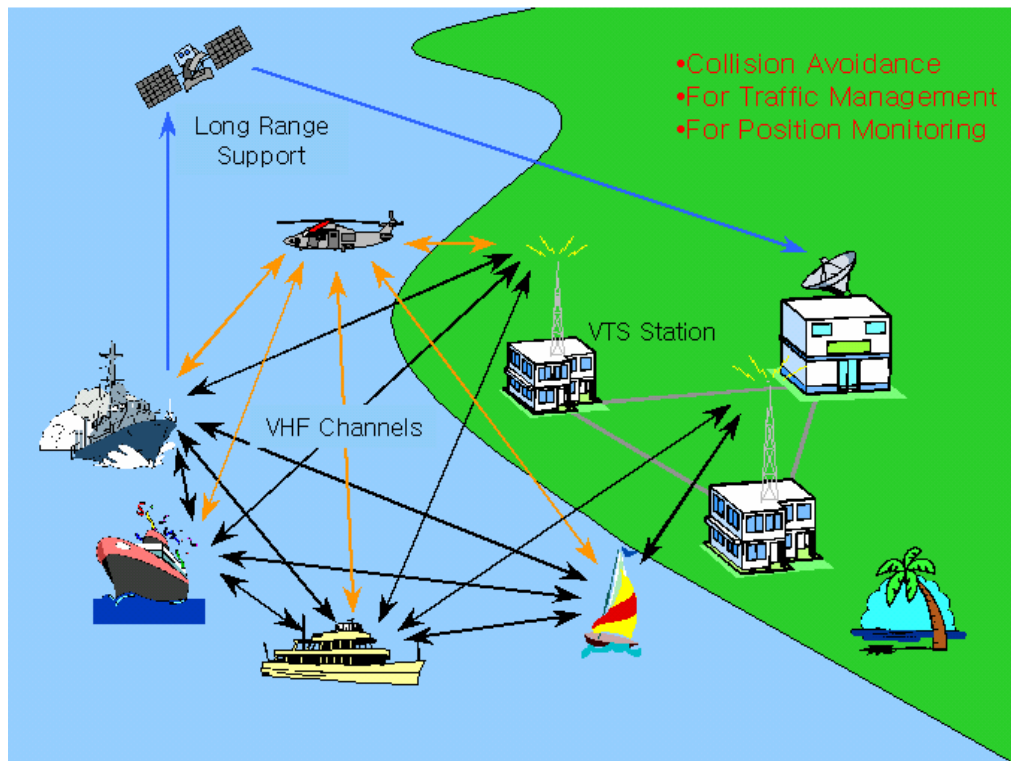 •Collision Avoidance
•For Traffic Management
•For Position Monitoring
Long Range
Support
VTS Station
VHF Channels